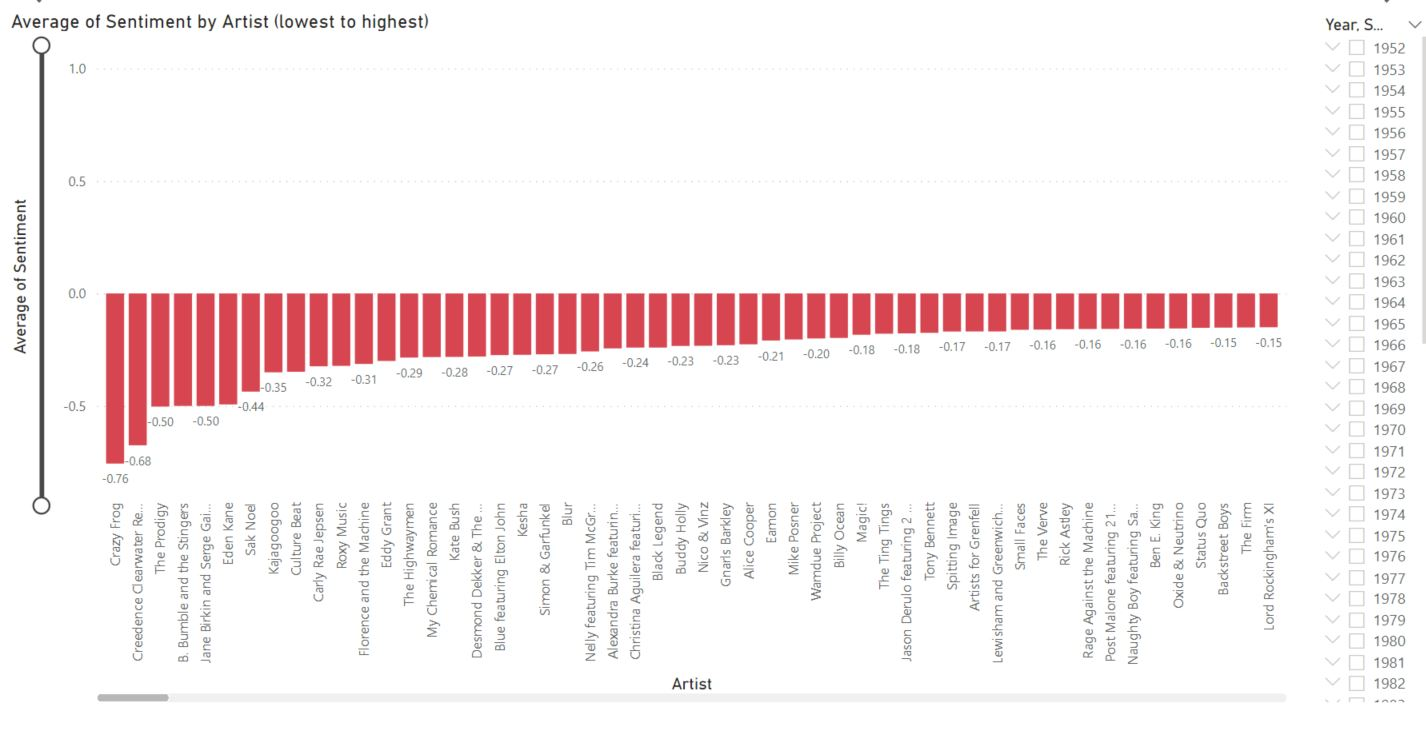 Average of Sentiment by Artist (lowest to highest)
Year, S...
Average of Sentiment
1.0
0.5
0.0
-0.5
-0.76
-0.68
-0.50
-0.50
-0.44
-0.35
-0.32
-0.31
-0.29
-0.28
-0.27
-0.27
-0.26
-0.24
-0.23
-0.23
-0.21
-0.20
-0.18
-0.18
-0.17
-0.17
-0.16
-0.16
-0.16
-0.16
-0.15
-0.15
Crazy Frog
Creedence Clearwater Re...
The Prodigy
B. Bumble and the Stingers
Jane Birkin and Serge Gai...
Eden Kane
Sak Noel
Kajagoogoo
Culture Beat
Carly Rae Jepsen
Roxy Music
Florence and the Machine
Eddy Grant
The Highwaymen
My Chemical Romance
Kate Bush
Desmond Dekker & The ...
Blue featuring Elton John
Kesha
Simon & Garfunkel
Blur
Nelly featuring Tim McGr...
Alexandra Burke featurin...
Christina Aguilera featuri...
Black Legend
Buddy Holly
Nico & Vinz
Gnarls Barkley
Alice Cooper
Eamon
Mike Posner
Wamdue Project
Billy Ocean
Magic!
The Ting Tings
Jason Derulo featuring 2 ...
Tony Bennett
Spitting Image
Artists for Grenfell
Lewisham and Greenwich...
Small Faces
The Verve
Rick Astley
Rage Against the Machine
Post Malone featuring 21...
Naughty Boy featuring Sa...
Ben E. King
Oxide & Neutrino
Status Quo
Backstreet Boys
The Firm
Lord Rockingham's XI
Artist
1952
1953
1954
1955
1956
1957
1958
1959
1960
1961
1962
1963
1964
1965
1966
1967
1968
1969
1970
1971
1972
1973
1974
1975
1976
1977
1978
1979
1980
1981
1982